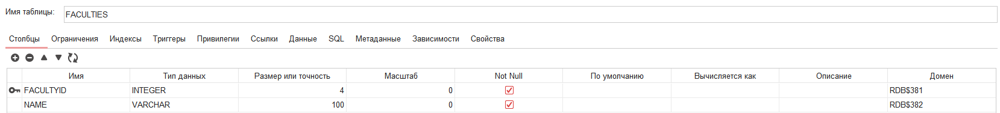 Имя таблицы: FACULTIES
Столбцы Ограничения Индексы Триггеры Привилегии Ссылки Данные SQL Метаданные Зависимости Свойства
Имя Тип данных Размер или точность Масштаб Not Null По умолчанию Вычисляется как Описание Домен
FACULTYID INTEGER 4 0 RDB$381
NAME VARCHAR 100 0 RDB$382